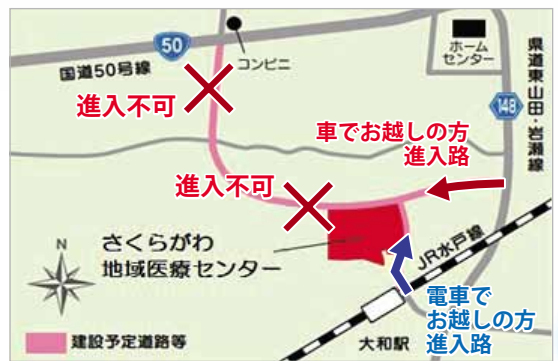 50
国道50号線
コンビニ
ホーム
センター
県道東山田・岩瀬線
148
進入不可
車でお越しの方
進入路
進入不可
さくらがわ
地域医療センター
JR水戸線
N
電車で
お越しの方
進入路
建設予定道路等
大和駅